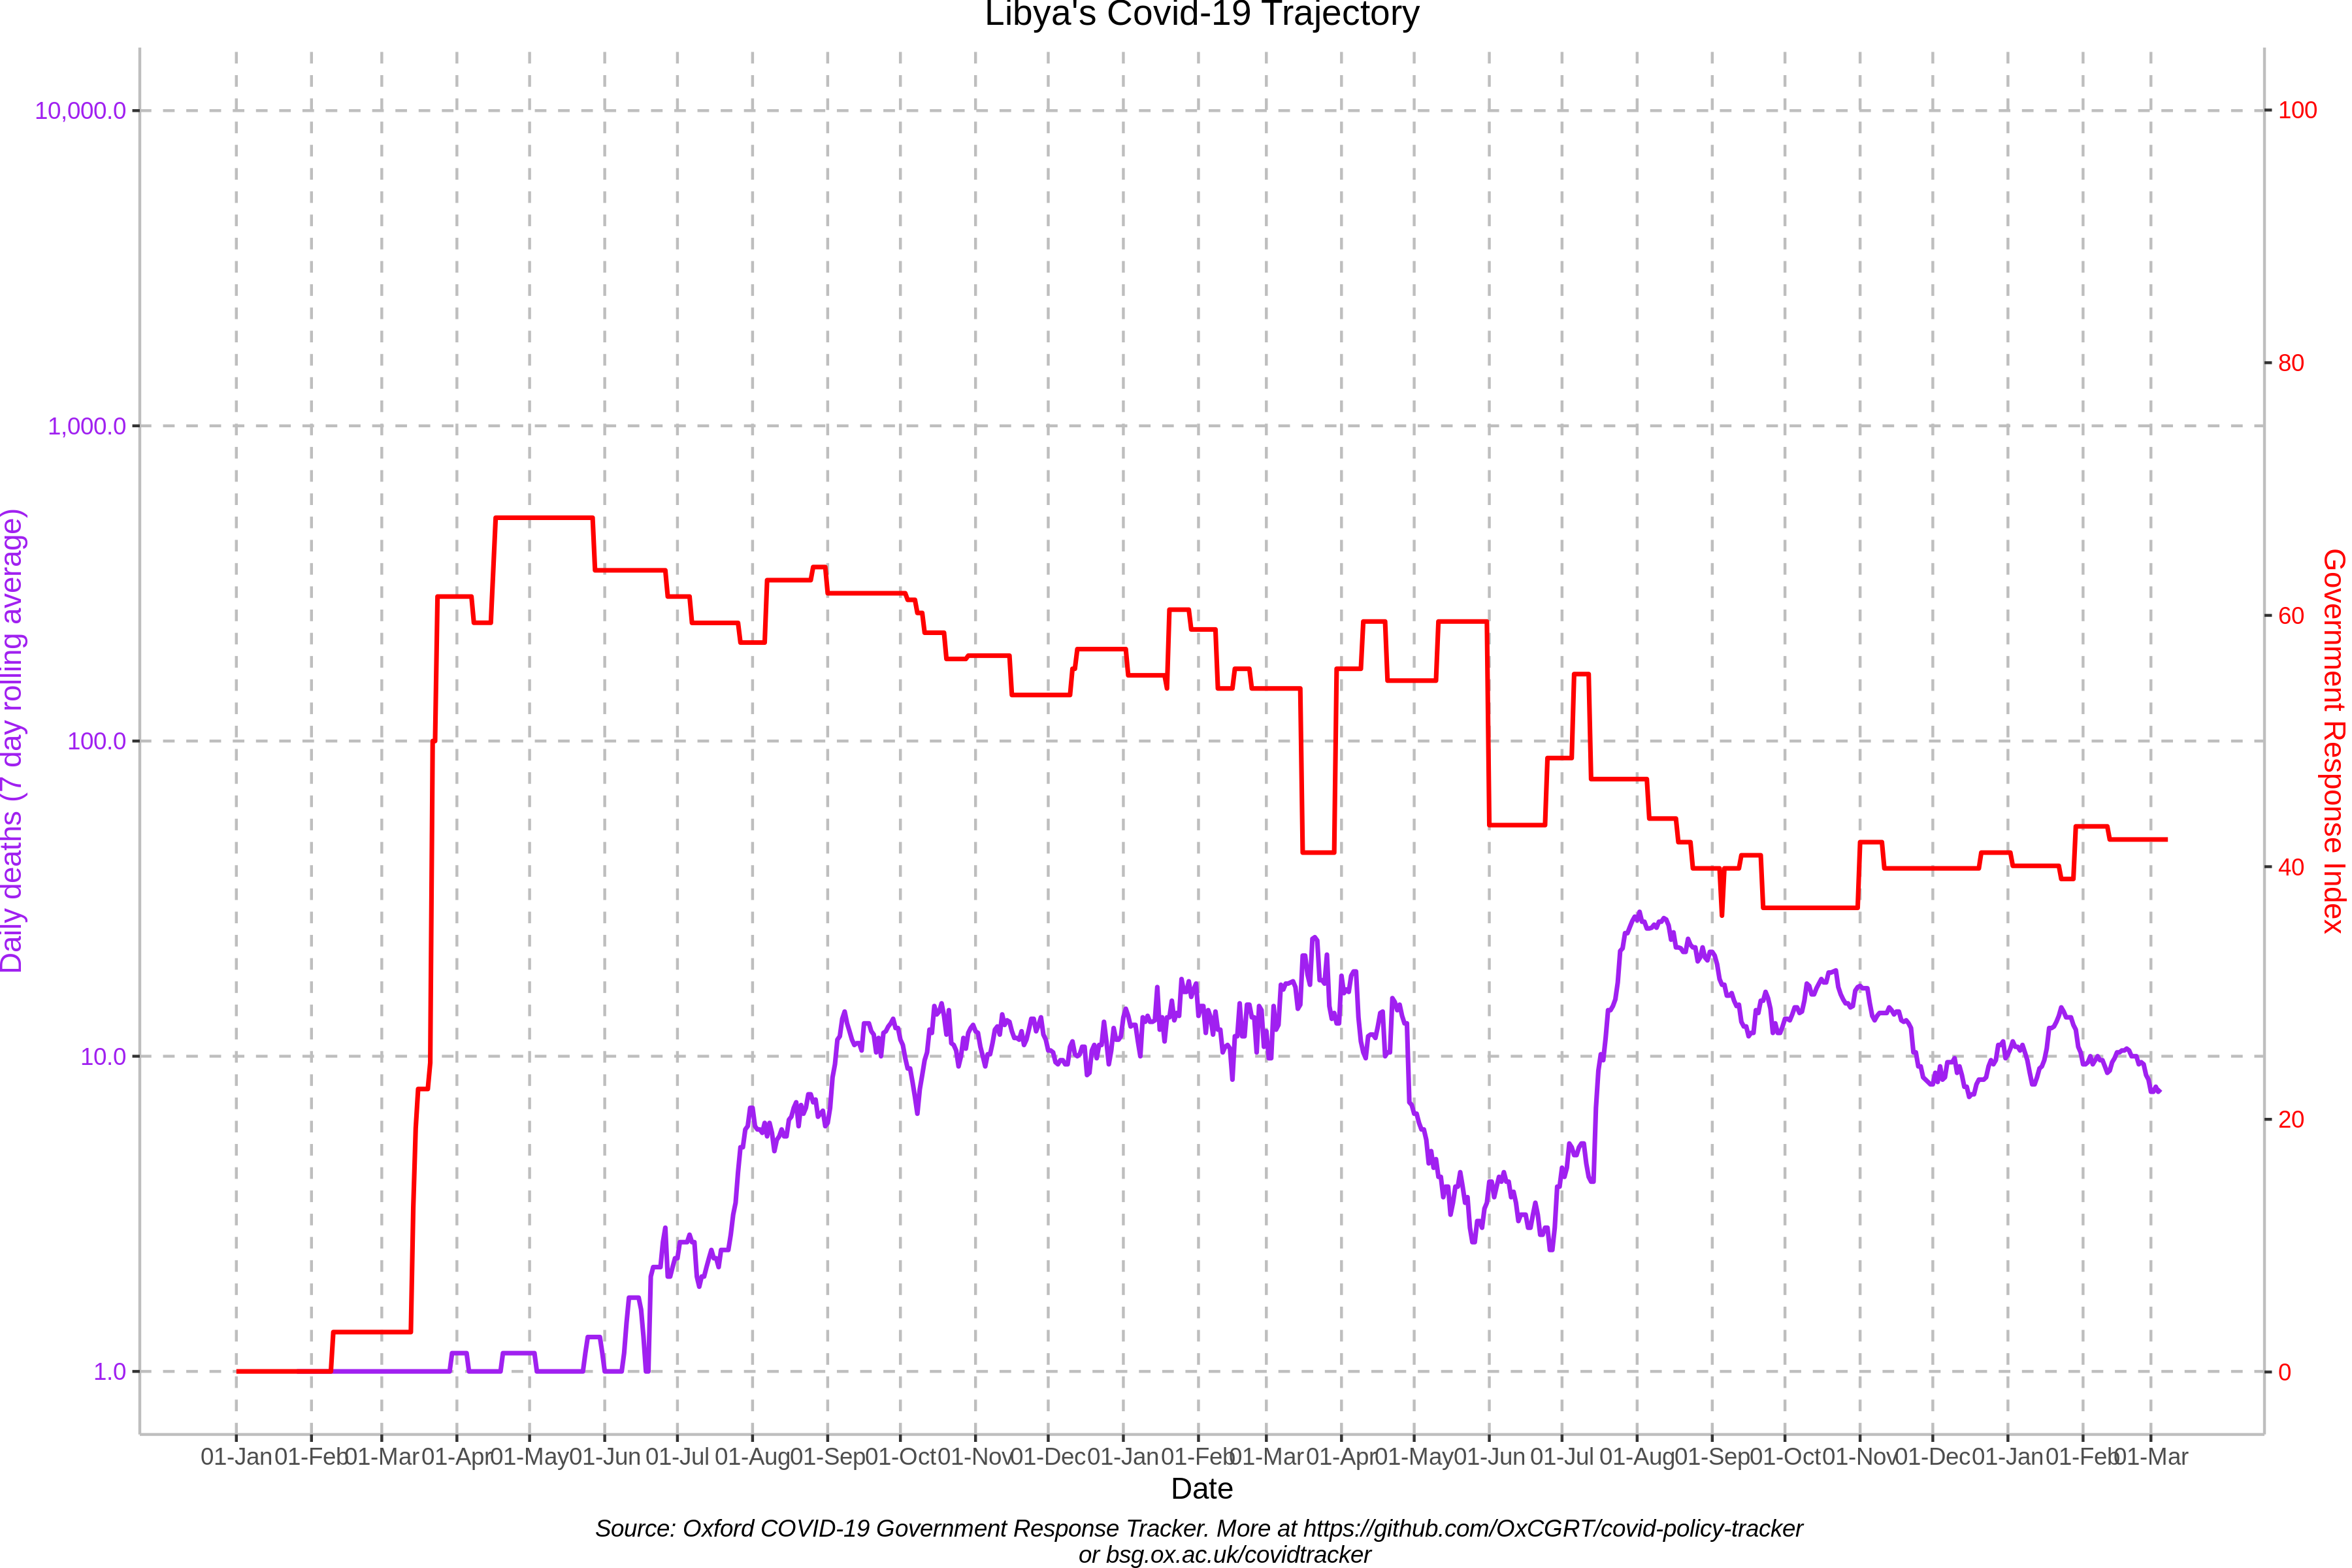 Libya's Covid-19 Trajectory
10,000.0
1,000.0
100.0
10.0
1.0
Daily deaths (7 day rolling average)
100
80
60
40
20
0
Government Response Index
01-Jan 01-Feb 01-Mar 01-Apr 01-May 01-Jun 01-Jul 01-Aug 01-Sep 01-Oct 01-Nov 01-Dec 01-Jan 01-Feb 01-Mar 01-Apr 01-May 01-Jun 01-Jul 01-Aug 01-Sep 01-Oct 01-Nov 01-Dec 01-Jan 01-Feb 01-Mar
Date
Source: Oxford COVID-19 Government Response Tracker. More at https://github.com/OxCGRT/covid-policy-tracker
or bsg.ox.ac.uk/covidtracker